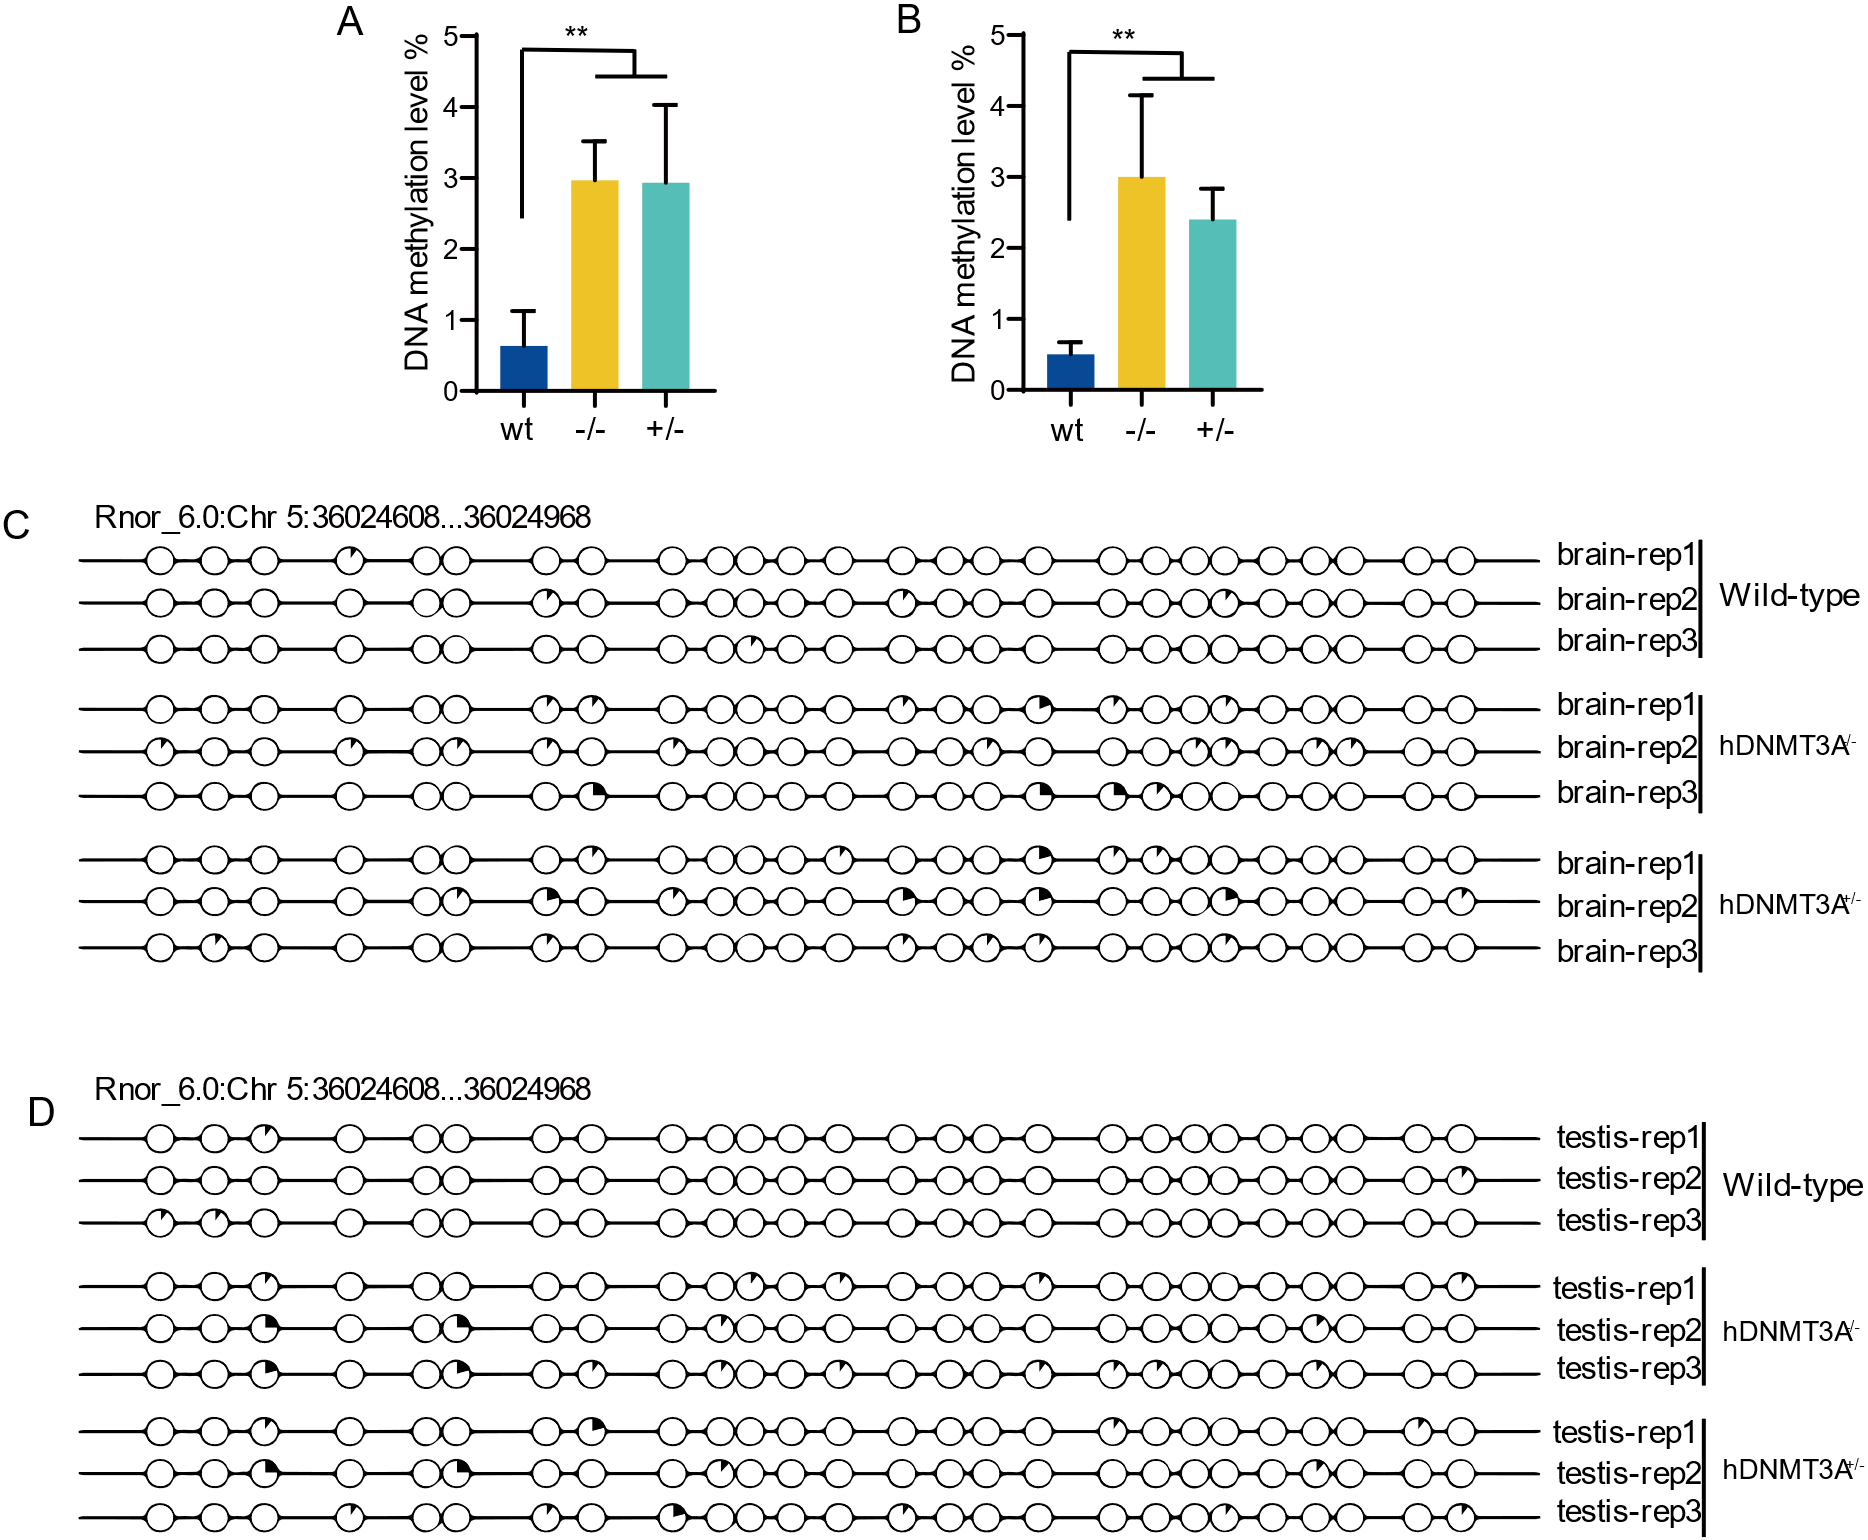 A
DNA methylation level %
5
4
3
2
1
0
**
wt -/- +/-
B
DNA methylation level %
5
4
3
2
1
0
**
wt -/- +/-
C
Rnor_6.0:Chr 5:36024608...36024968
brain-rep1
brain-rep2
brain-rep3
Wild-type
brain-rep1
brain-rep2
brain-rep3
hDNMT3A-/-
brain-rep1
brain-rep2
brain-rep3
hDNMT3A+/-
D
Rnor_6.0:Chr 5:36024608...36024968
testis-rep1
testis-rep2
testis-rep3
Wild-type
testis-rep1
testis-rep2
testis-rep3
hDNMT3A-/-
testis-rep1
testis-rep2
testis-rep3
hDNMT3A+/-